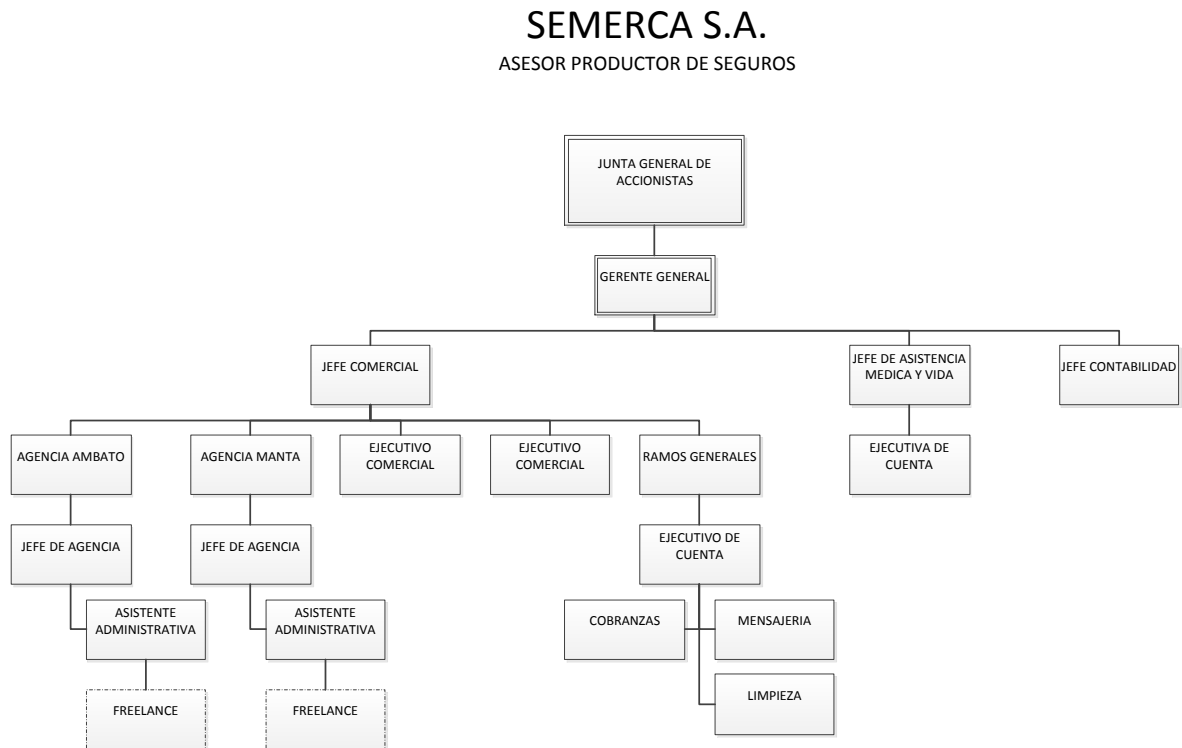 SEMERCA S.A.
ASESOR PRODUCTOR DE SEGUROS
JUNTA GENERAL DE
ACCIONISTAS
GERENTE GENERAL
JEFE COMERCIAL
JEFE DE ASISTENCIA
MEDICA Y VIDA
JEFE CONTABILIDAD
AGENCIA AMBATO
AGENCIA MANTA
EJECUTIVO
COMERCIAL
EJECUTIVO
COMERCIAL
RAMOS GENERALES
EJECUTIVA DE
CUENTA
JEFE DE AGENCIA
JEFE DE AGENCIA
EJECUTIVO DE
CUENTA
ASISTENTE
ADMINISTRATIVA
ASISTENTE
ADMINISTRATIVA
COBRANZAS
MENSAJERIA
FREELANCE
FREELANCE
LIMPIEZA